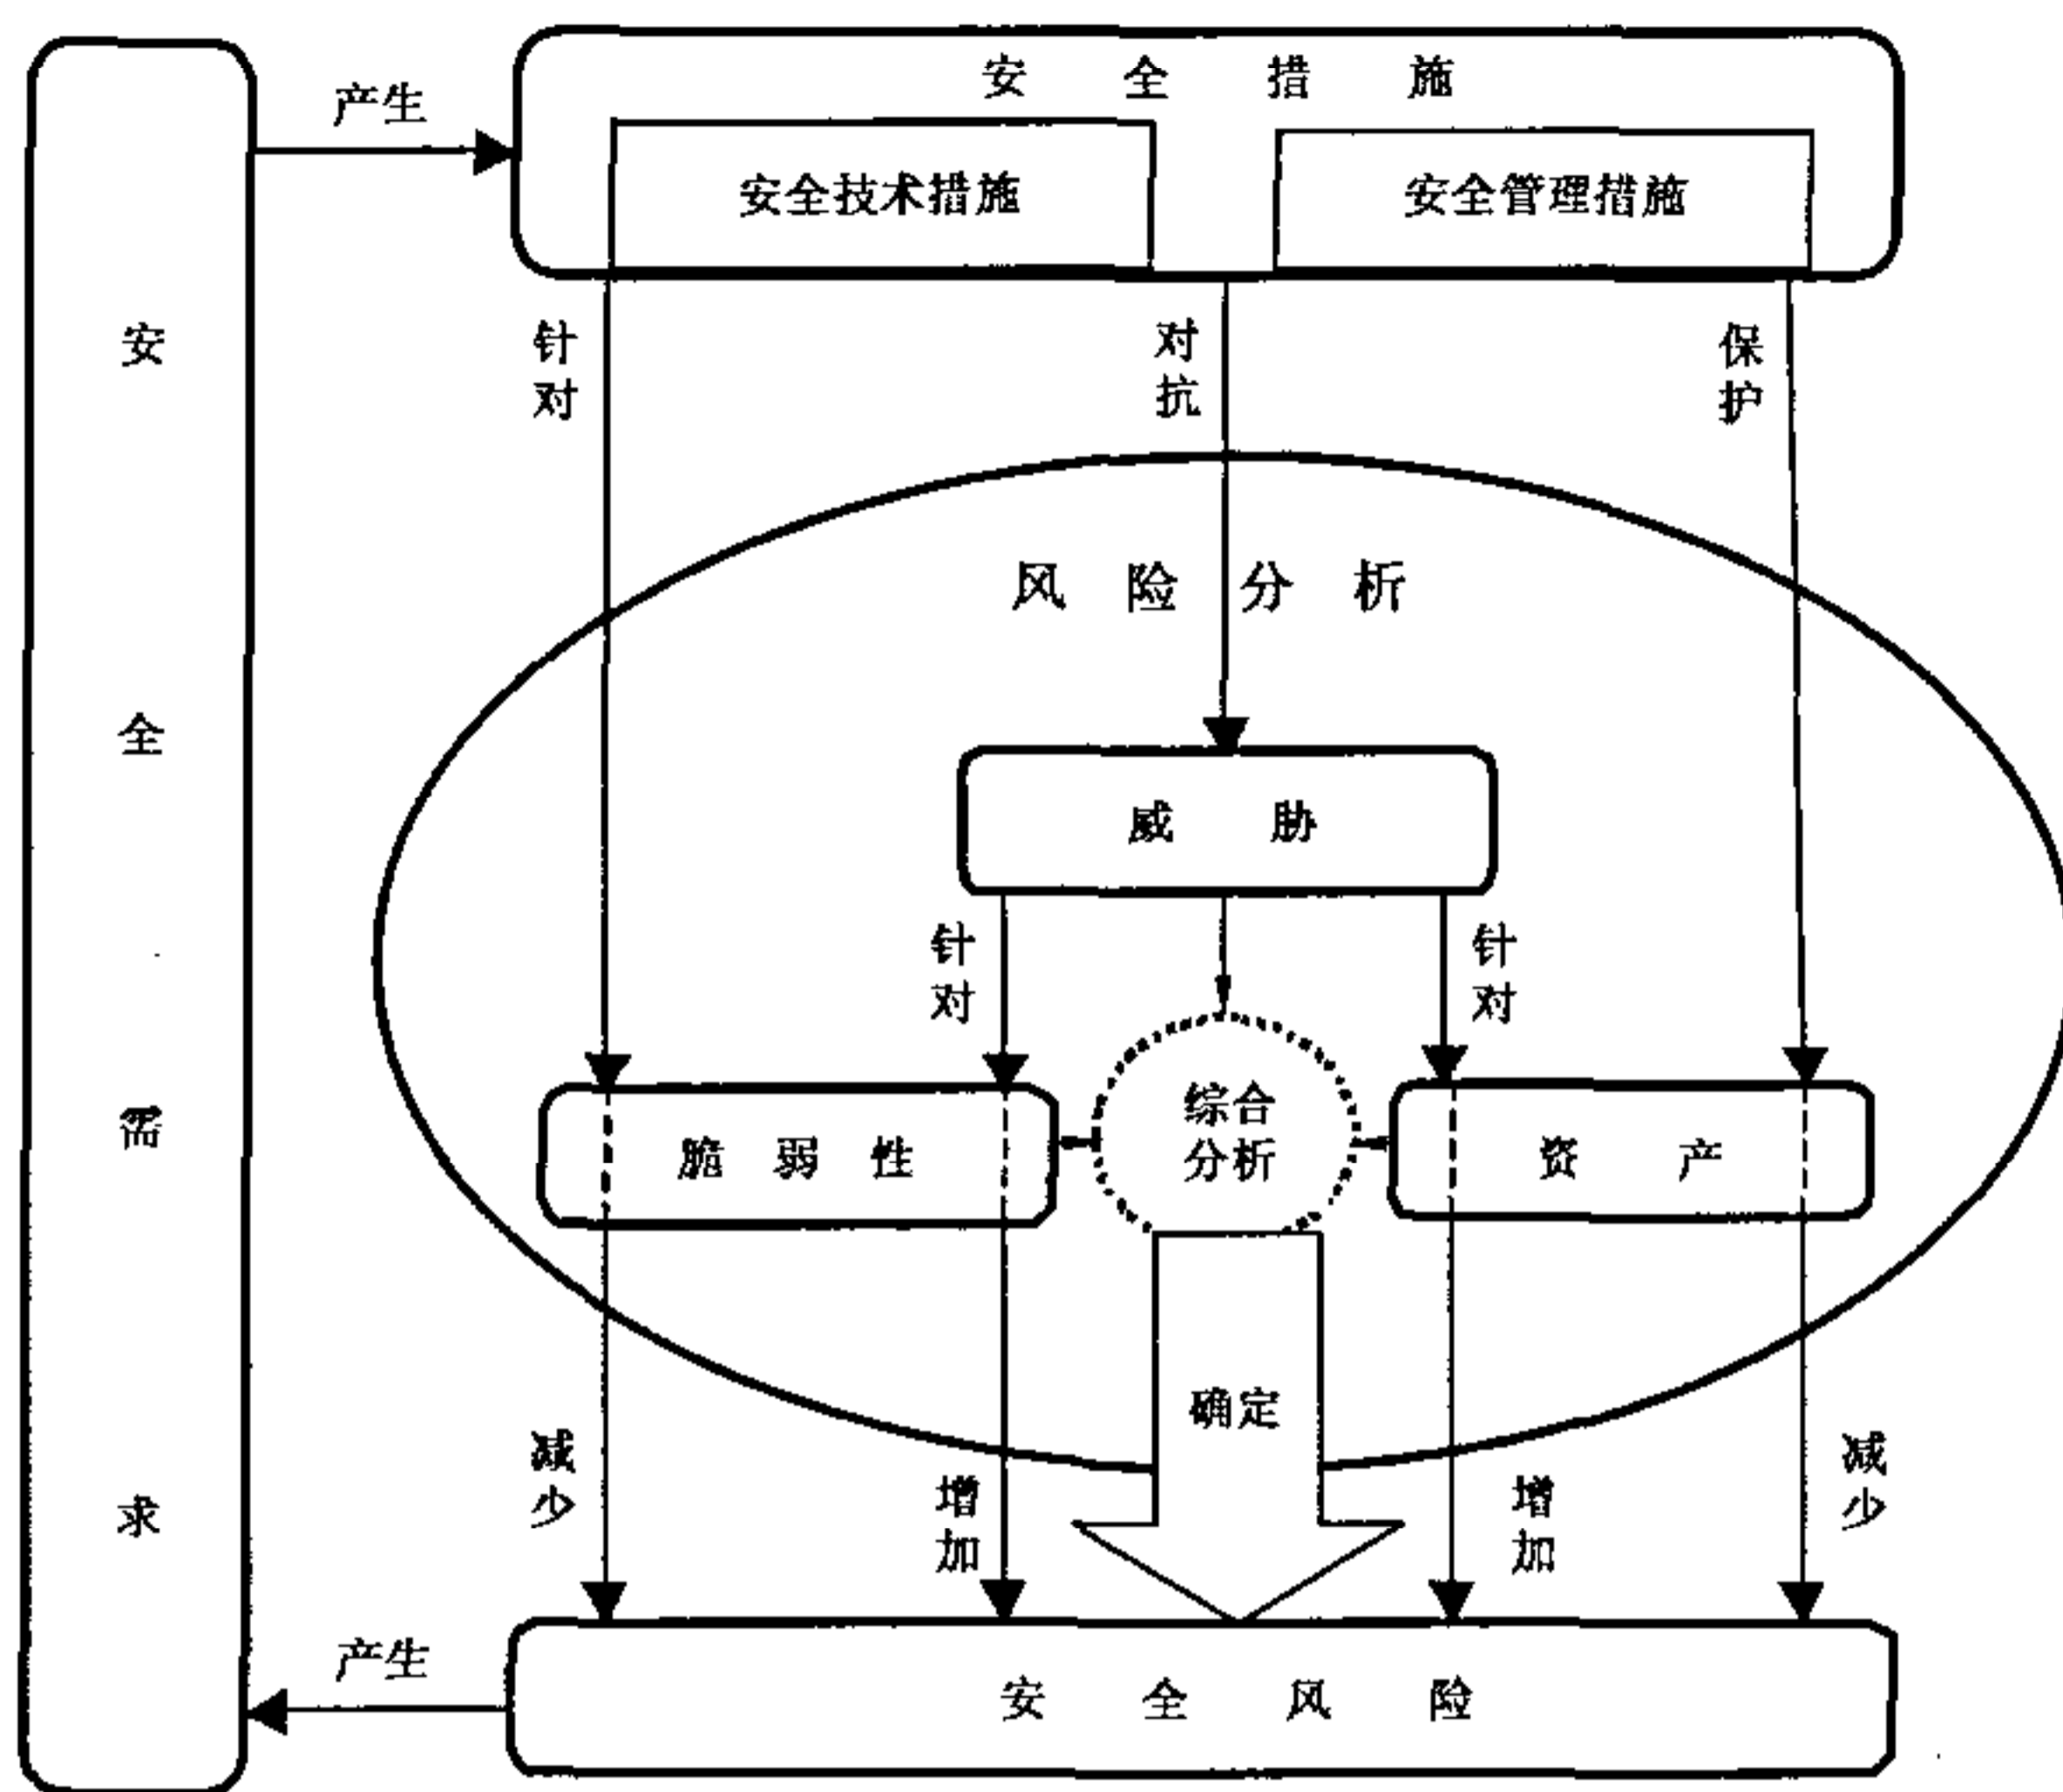 安全措施
产生
安全技术措施
安全管理措施
安全需求
针对
对抗
保护
风险分析
威胁
针对
针对
综合
分析
脆弱性
资产
确定
减少
增加
增加
减少
产生
安全风险